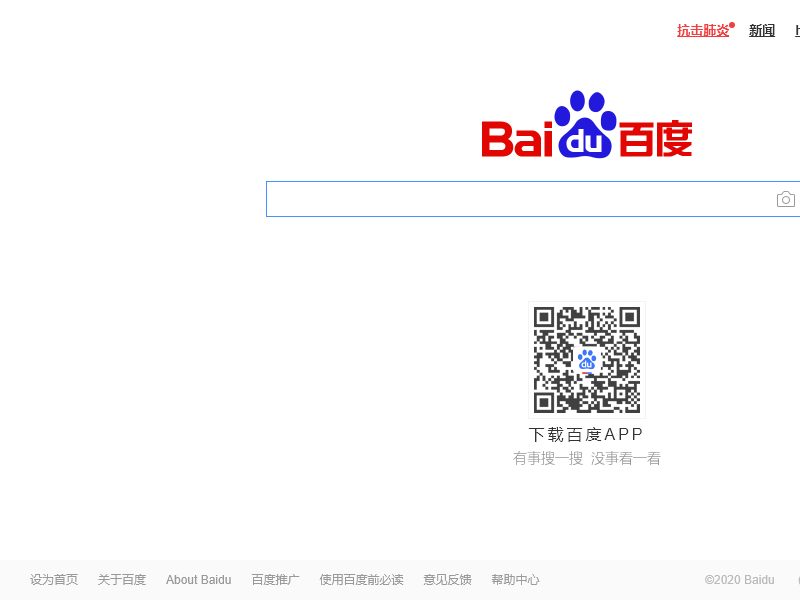 抗击肺炎 新闻
Bai du 百度
du
下载百度APP
有事搜一搜 没事看一看
设为首页 关于百度 About Baidu 百度推广 使用百度前必读 意见反馈 帮助中心 ©2020 Baidu